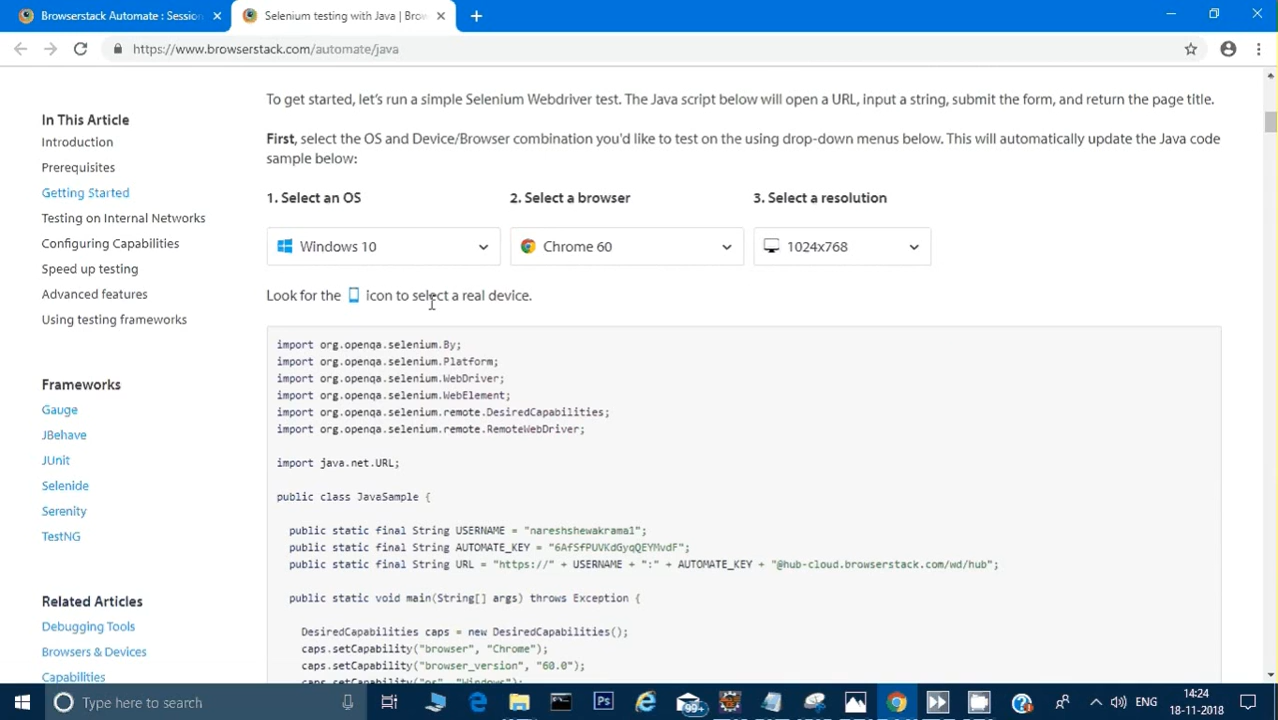 Browserstack Automate : Session
Selenium testing with Java | Brow
https://www.browserstack.com/automate/java
To get started, let's run a simple Selenium Webdriver test. The Java script below will open a URL, input a string, submit the form, and return the page title.
First, select the OS and Device/Browser combination you'd like to test on the using drop-down menus below. This will automatically update the Java code
sample below:
1. Select an OS
2. Select a browser
3. Select a resolution
Windows 10
Chrome 60
1024x768
Look for the icon to select a real device.
In This Article
Introduction
Prerequisites
Getting Started
Testing on Internal Networks
Configuring Capabilities
Speed up testing
Advanced features
Using testing frameworks
Frameworks
Gauge
JBehave
JUnit
Selenide
Serenity
TestNG
Related Articles
Debugging Tools
Browsers & Devices
Capabilities
import org.openqa.selenium.By;
import org.openqa.selenium.Platform;
import org.openqa.selenium.WebDriver;
import org.openqa.selenium.WebElement;
import org.openqa.selenium.remote.DesiredCapabilities;
import org.openqa.selenium.remote.RemoteWebDriver;
import java.net.URL;
public class JavaSample {
public static final String USERNAME = "nareshshewakrama1";
public static final String AUTOMATE_KEY = "6AfSfPUVKdGyqQEYMvdF";
public static final String URL = "https://" + USERNAME + ":" + AUTOMATE_KEY + "@hub-cloud.browserstack.com/wd/hub";
public static void main(String[] args) throws Exception {
DesiredCapabilities caps = new DesiredCapabilities();
caps.setCapability("browser", "Chrome");
caps.setCapability("browser_version", "60.0");
caps.setCapability("os", "Windows");
Type here to search
99+
Ps
ENG
14:24
18-11-2018